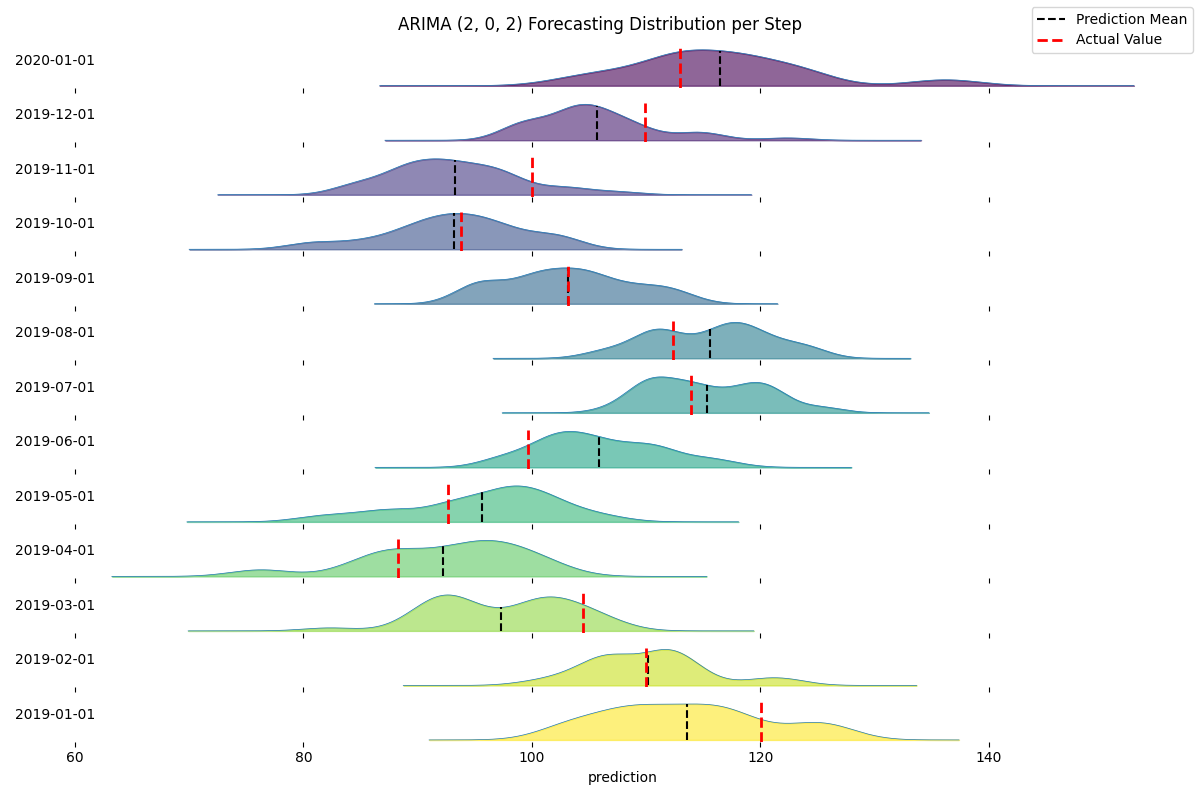 ARIMA (2, 0, 2) Forecasting Distribution per Step
Prediction Mean
Actual Value
2020-01-01
2019-12-01
2019-11-01
2019-10-01
2019-09-01
2019-08-01
2019-07-01
2019-06-01
2019-05-01
2019-04-01
2019-03-01
2019-02-01
2019-01-01
60 80 100 120 140
prediction